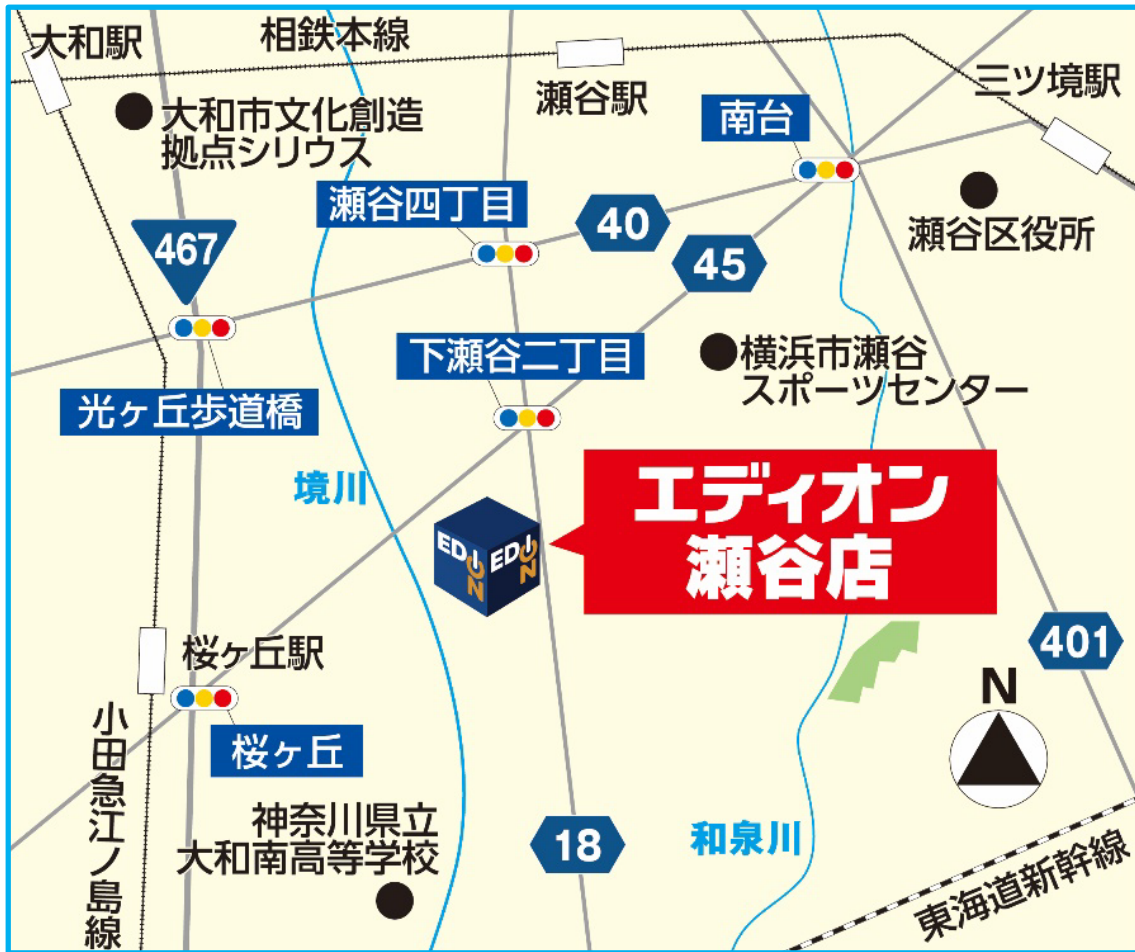 大和駅
相鉄本線
瀬谷駅
三ツ境駅
大和市文化創造
拠点シリウス
南台
瀬谷四丁目
40
瀬谷区役所
467
45
下瀬谷二丁目
横浜市瀬谷
スポーツセンター
光ヶ丘歩道橋
境川
エディオン
瀬谷店
EDION
EDION
桜ヶ丘駅
401
N
桜ヶ丘
小田急江ノ島線
神奈川県立
大和南高等学校
18
和泉川
東海道新幹線